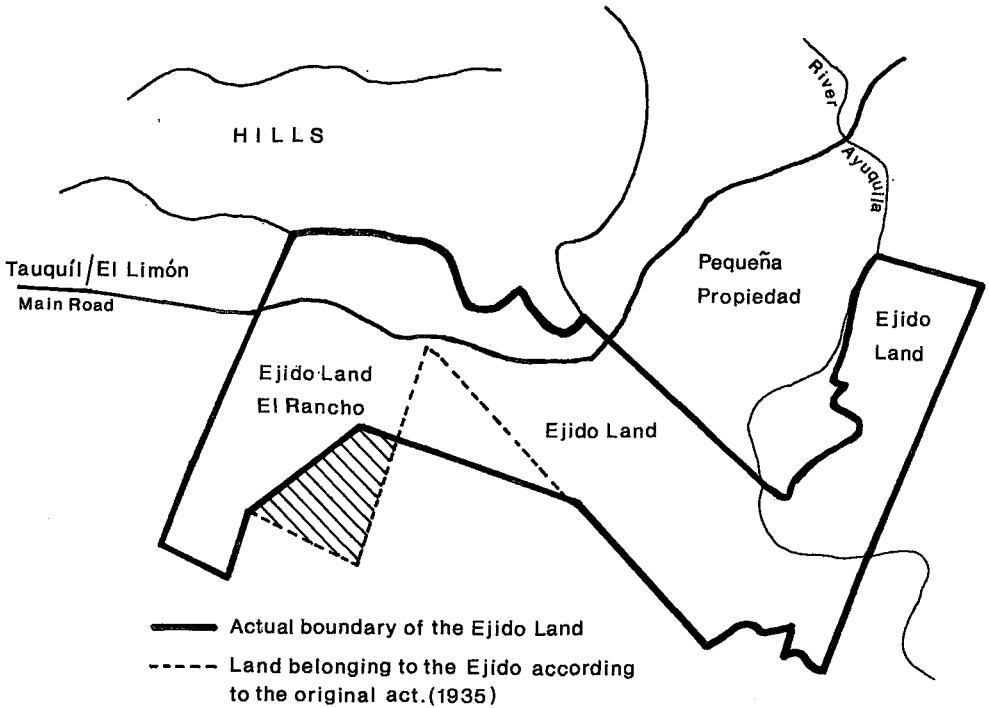 HILLS
River
Ayuquila
Tauquíl/El Limón
Main Road
Pequeña
Propiedad
Ejido
Land
Ejido Land
El Rancho
Ejido Land
Actual boundary of the Ejido Land
Land belonging to the Ejido according
to the original act.(1935)